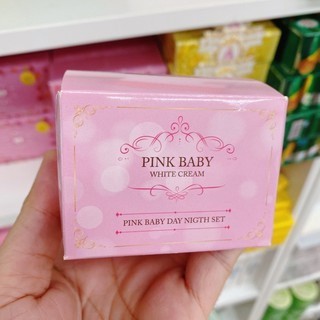 PINK BABY
WHITE CREAM
PINK BABY DAY NIGTH SET